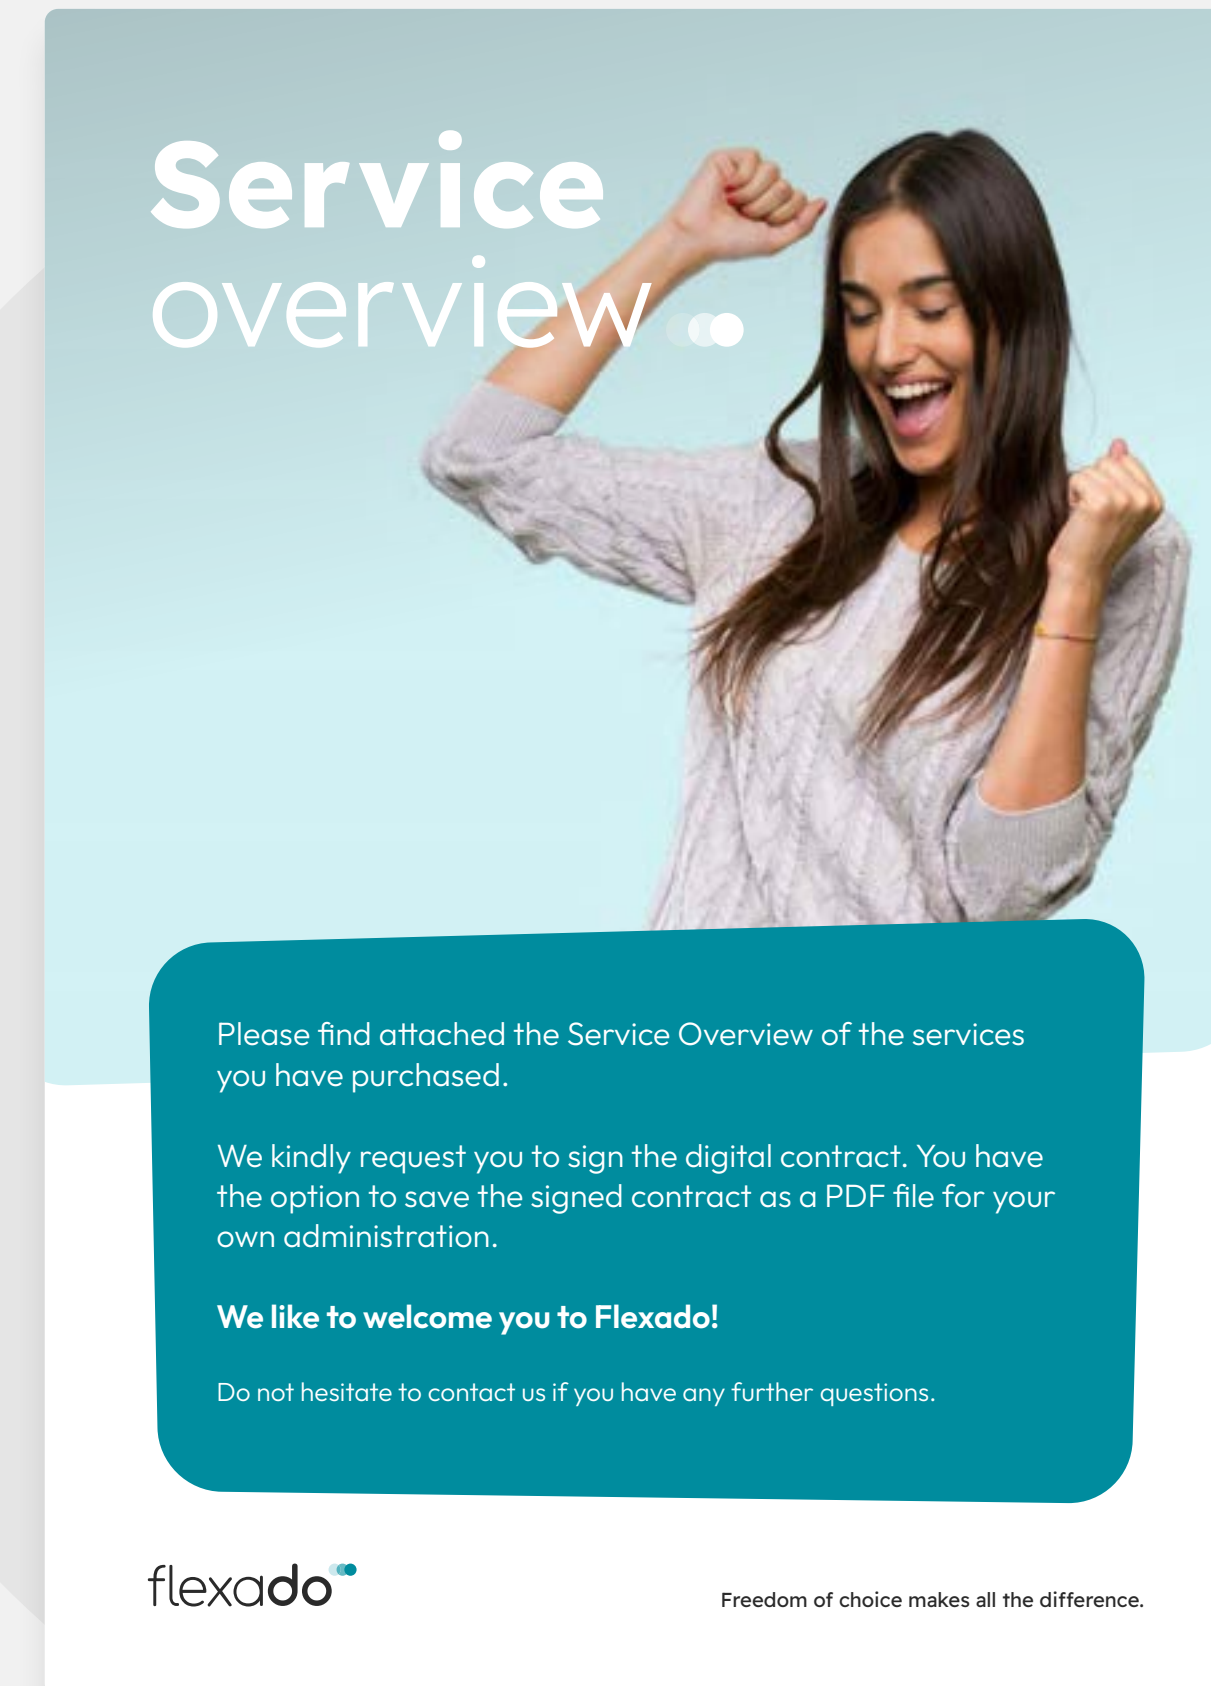 Service
overview
Please find attached the Service Overview of the services
you have purchased.
We kindly request you to sign the digital contract. You have
the option to save the signed contract as a PDF file for your
own administration.
We like to welcome you to Flexado!
Do not hesitate to contact us if you have any further questions.
flexado
Freedom of choice makes all the difference.